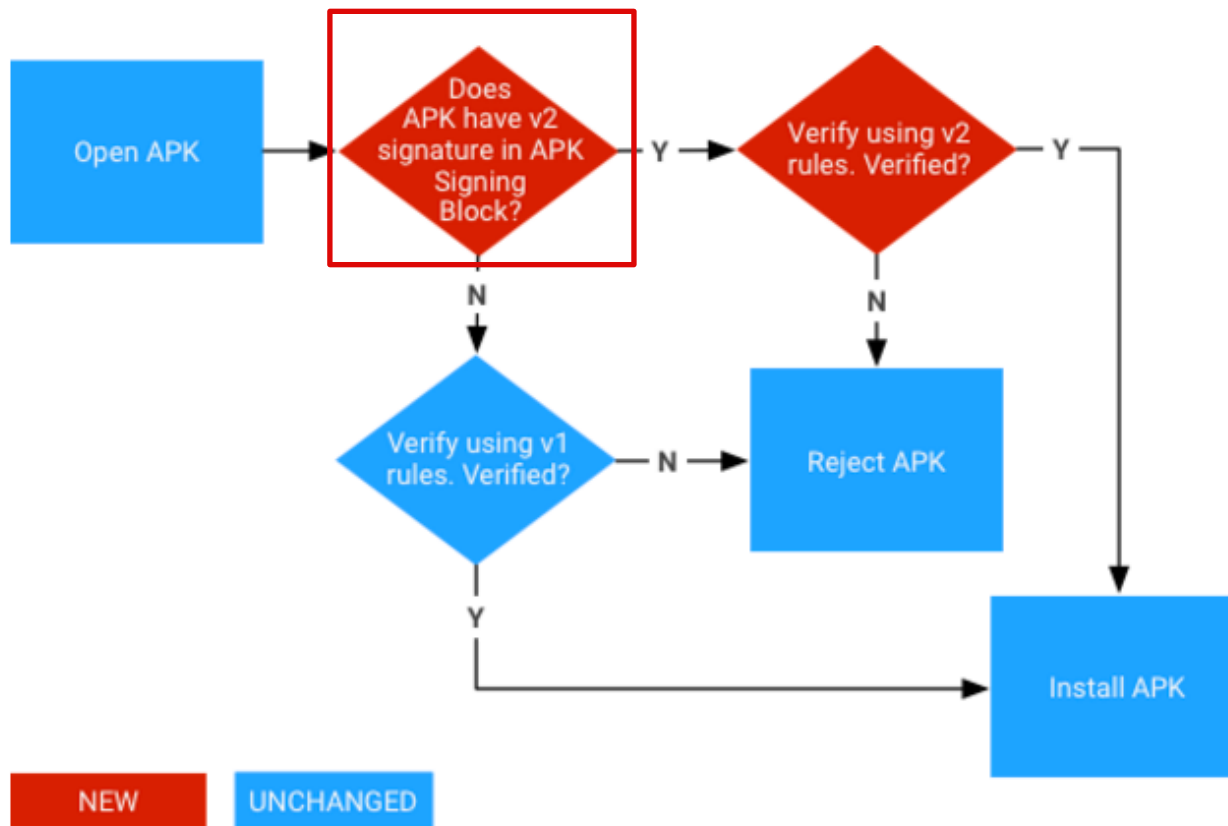 Open APK
Does
APK have v2
signature in APK
Signing
Block?
Y
Verify using v2
rules. Verified?
Y
N
N
Verify using v1
rules. Verified?
N
Reject APK
Y
Install APK
NEW
UNCHANGED